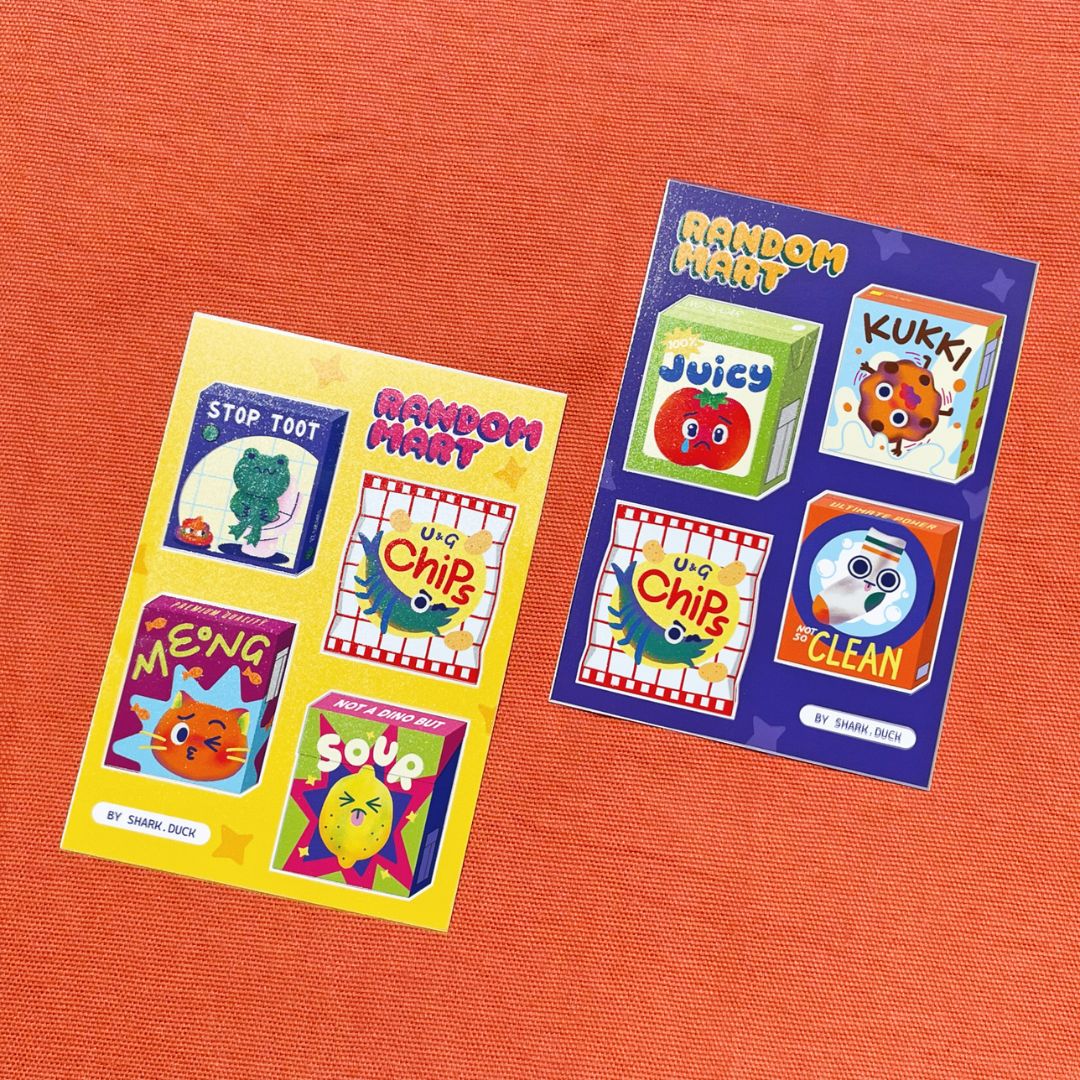 RANDOM
MART
STOP TOOT
U&G
Chips
PREMIUM QUALITY
MEONG
NOT A DINO BUT
SOUR
BY SHARK.DUCK
RANDOM
MART
100%
Juicy
KUKKI
U&G
Chips
ULTIMATE POWER
NOT
SO
CLEAN
BY SHARK.DUCK